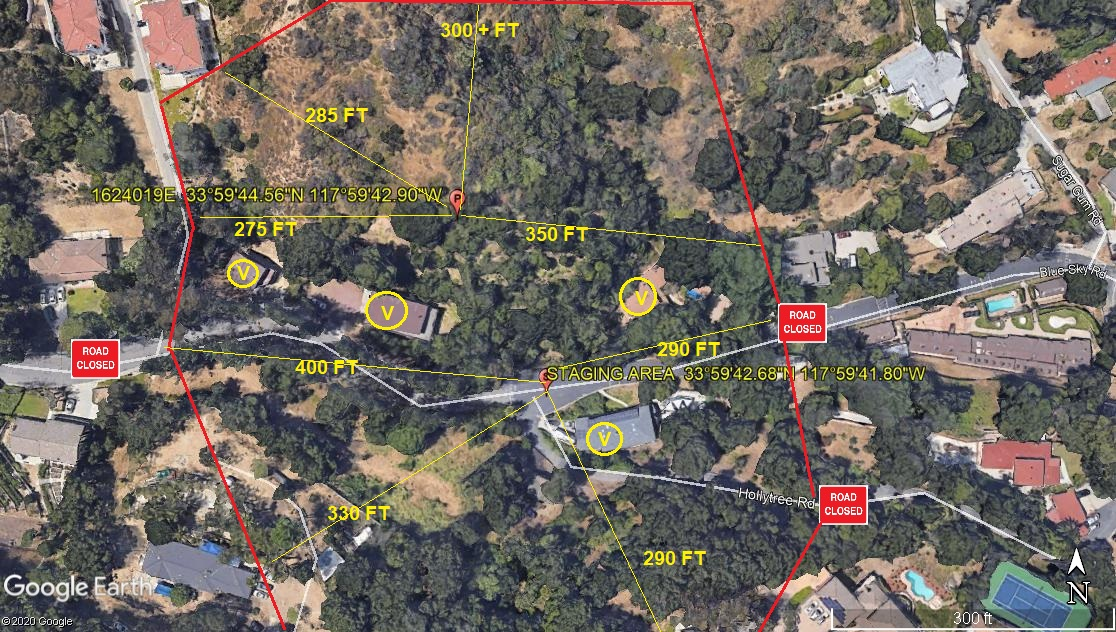 300 + FT
285 FT
P
1624019E 33°59'44.56"N 117°59'42.90"W
275 FT
350 FT
Sugar Gum Rd
V
V
V
Blue Sky Rd
ROAD
CLOSED
ROAD
CLOSED
290 FT
400 FT
STAGING AREA 33°59'42.68"N 117°59'41.80"W
V
Hollytree Rd
ROAD
CLOSED
330 FT
290 FT
Google Earth
N
©2020 Google
300 ft